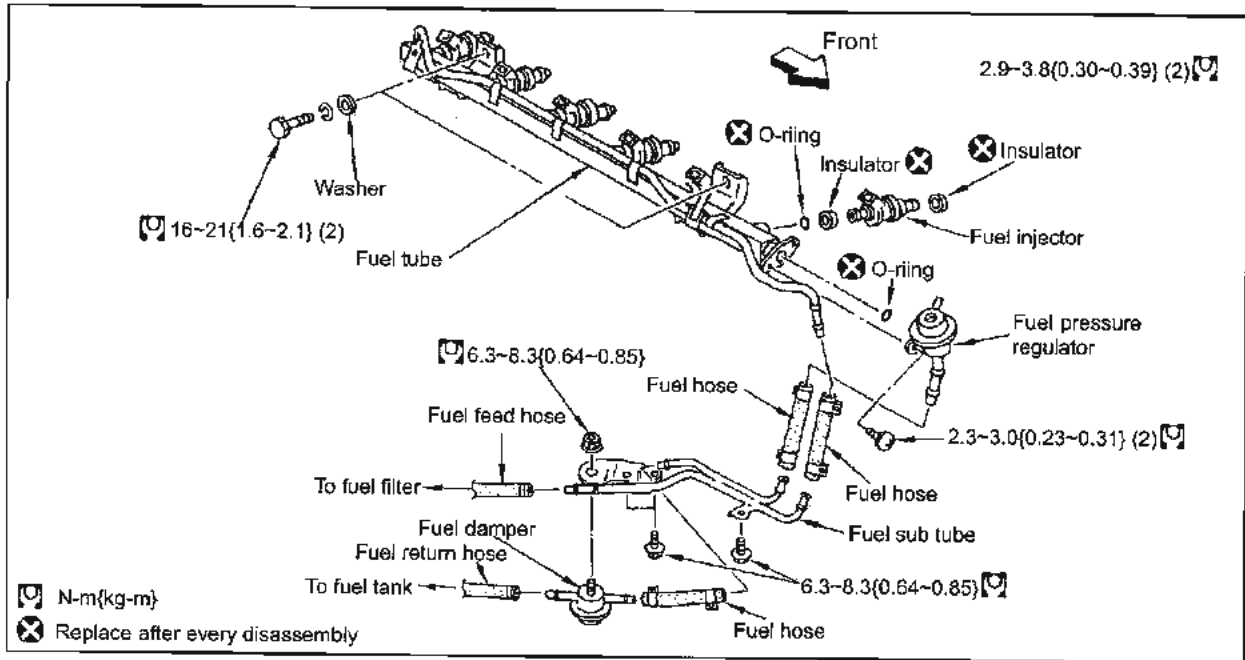 Front
2.9~3.8{0.30~0.39} (2)
O-riing
Insulator
Insulator
Washer
16~21{1.6~2.1} (2)
Fuel tube
Fuel injector
O-riing
Fuel pressure
regulator
6.3~8.3{0.64~0.85}
Fuel hose
Fuel feed hose
2.3~3.0{0.23~0.31} (2)
To fuel filter
Fuel hose
Fuel damper
Fuel sub tube
Fuel return hose
To fuel tank
6.3~8.3{0.64~0.85}
Fuel hose
N-m{kg-m}
Replace after every disassembly